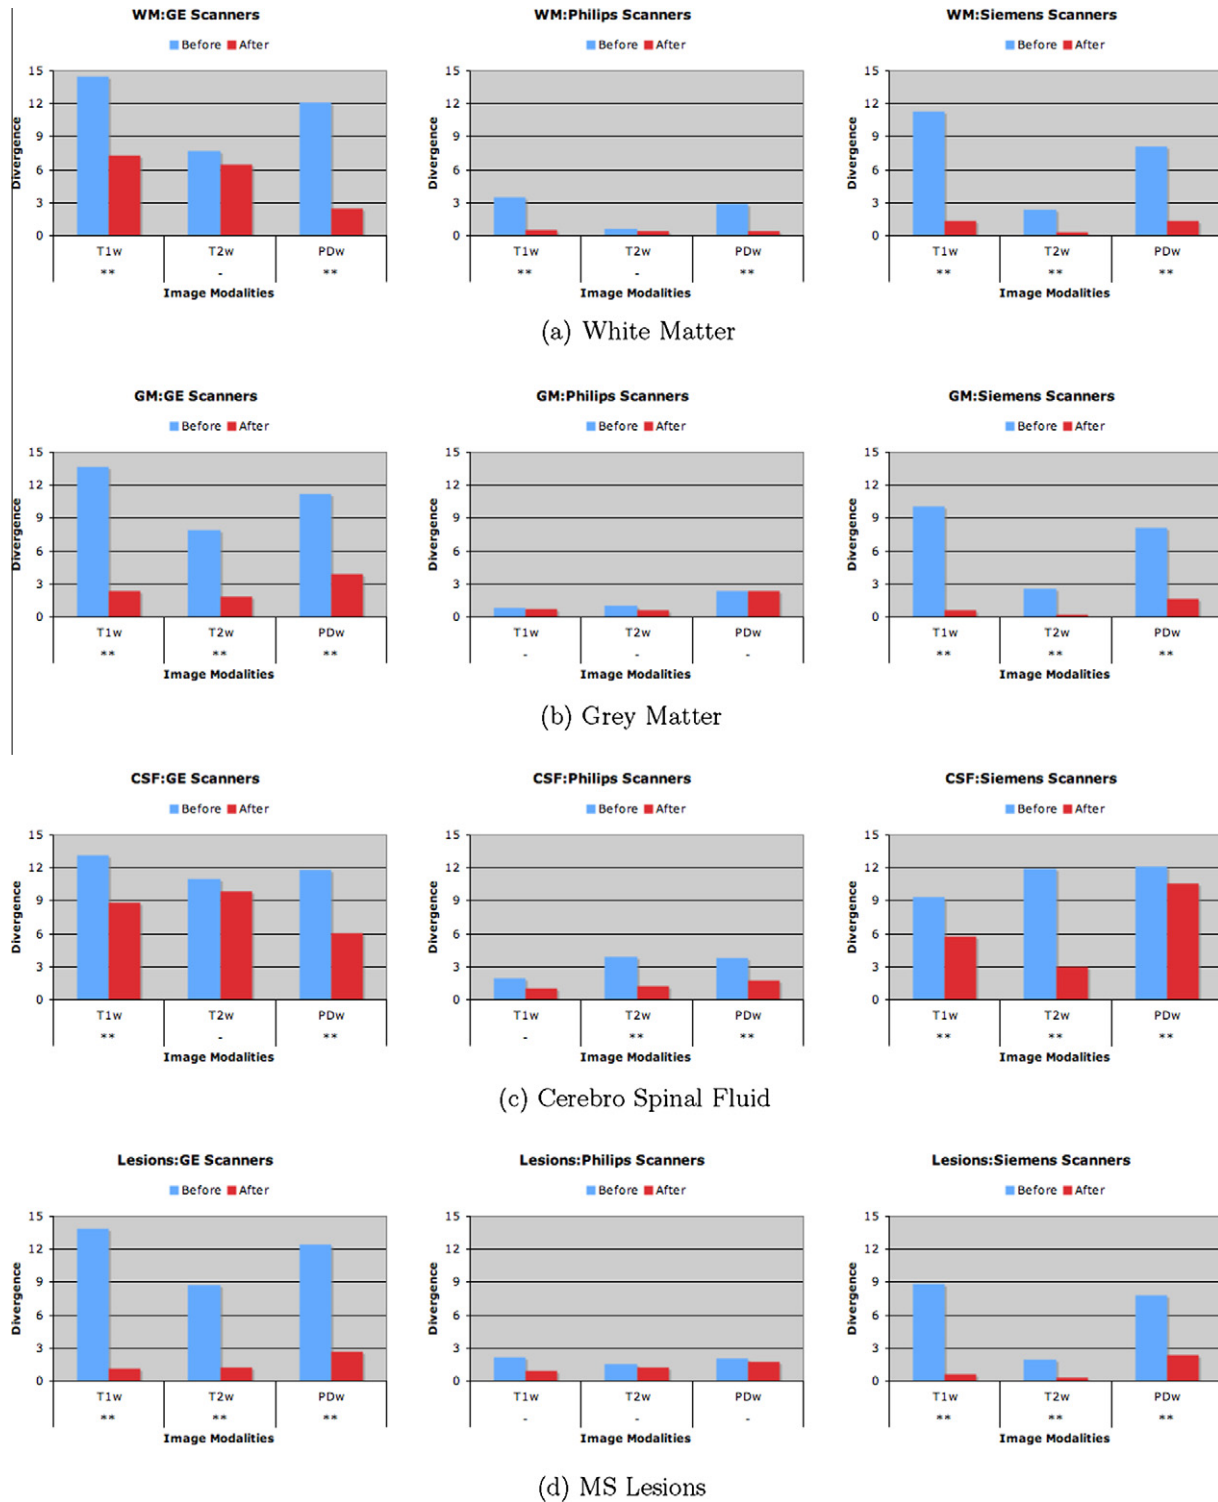 WM:GE Scanners
Before After
15
12
9
6
3
0
Divergence
T1w T2w PDw
** - **
Image Modalities
WM:Philips Scanners
Before After
15
12
9
6
3
0
Divergence
T1w T2w PDw
** - **
Image Modalities
WM:Siemens Scanners
Before After
15
12
9
6
3
0
Divergence
T1w T2w PDw
** ** **
Image Modalities
(a) White Matter
GM:GE Scanners
Before After
15
12
9
6
3
0
Divergence
T1w T2w PDw
** ** **
Image Modalities
GM:Philips Scanners
Before After
15
12
9
6
3
0
Divergence
T1w T2w PDw
- - -
Image Modalities
GM:Siemens Scanners
Before After
15
12
9
6
3
0
Divergence
T1w T2w PDw
** ** **
Image Modalities
(b) Grey Matter
CSF:GE Scanners
Before After
15
12
9
6
3
0
Divergence
T1w T2w PDw
** - **
Image Modalities
CSF:Philips Scanners
Before After
15
12
9
6
3
0
Divergence
T1w T2w PDw
- ** **
Image Modalities
CSF:Siemens Scanners
Before After
15
12
9
6
3
0
Divergence
T1w T2w PDw
** ** **
Image Modalities
(c) Cerebro Spinal Fluid
Lesions:GE Scanners
Before After
15
12
9
6
3
0
Divergence
T1w T2w PDw
** ** **
Image Modalities
Lesions:Philips Scanners
Before After
15
12
9
6
3
0
Divergence
T1w T2w PDw
- - -
Image Modalities
Lesions:Siemens Scanners
Before After
15
12
9
6
3
0
Divergence
T1w T2w PDw
** ** **
Image Modalities
(d) MS Lesions